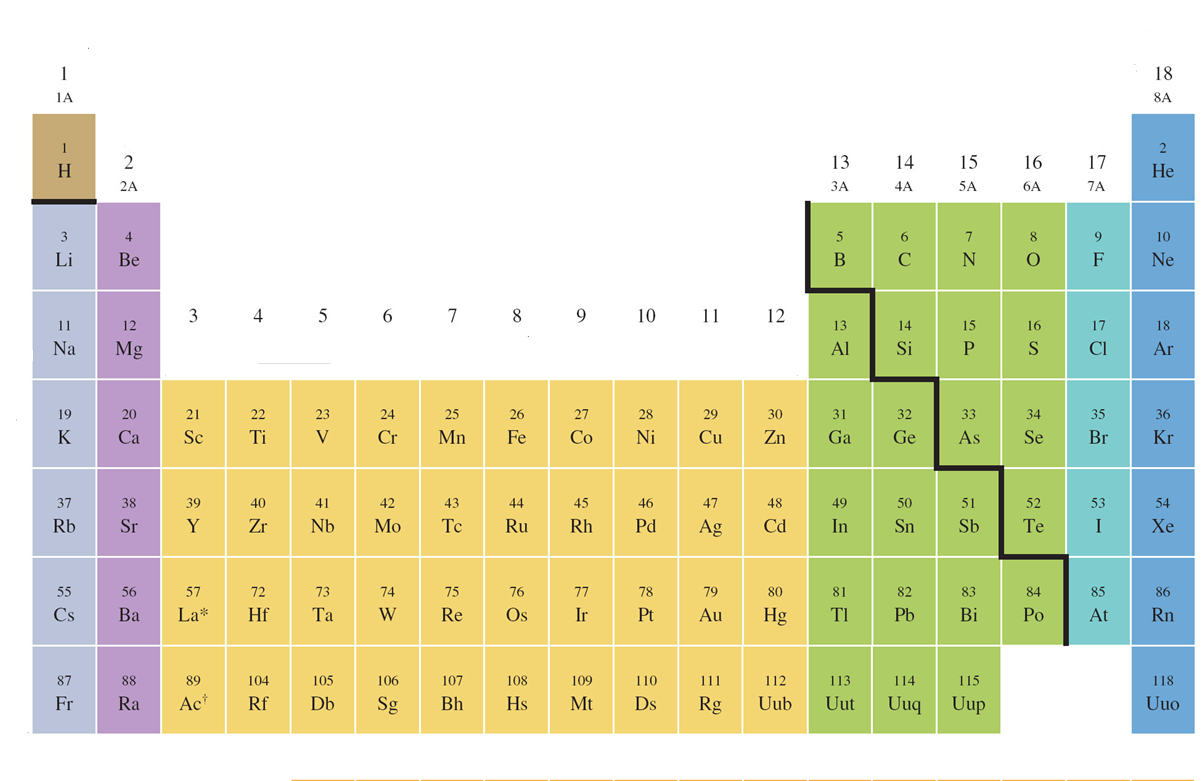 1 18
1A 8A
1 2
H 2 13 14 15 16 17 He
2A 3A 4A 5A 6A 7A
3 4 5 6 7 8 9 10
Li Be B C N O F Ne
3 4 5 6 7 8 9 10 11 12
11 12 13 14 15 16 17 18
Na Mg Al Si P S Cl Ar
19 20 21 22 23 24 25 26 27 28 29 30 31 32 33 34 35 36
K Ca Sc Ti V Cr Mn Fe Co Ni Cu Zn Ga Ge As Se Br Kr
37 38 39 40 41 42 43 44 45 46 47 48 49 50 51 52 53 54
Rb Sr Y Zr Nb Mo Tc Ru Rh Pd Ag Cd In Sn Sb Te I Xe
55 56 57 72 73 74 75 76 77 78 79 80 81 82 83 84 85 86
Cs Ba La* Hf Ta W Re Os Ir Pt Au Hg Tl Pb Bi Po At Rn
87 88 89 104 105 106 107 108 109 110 111 112 113 114 115 118
Fr Ra Ac† Rf Db Sg Bh Hs Mt Ds Rg Uub Uut Uuq Uup Uuo